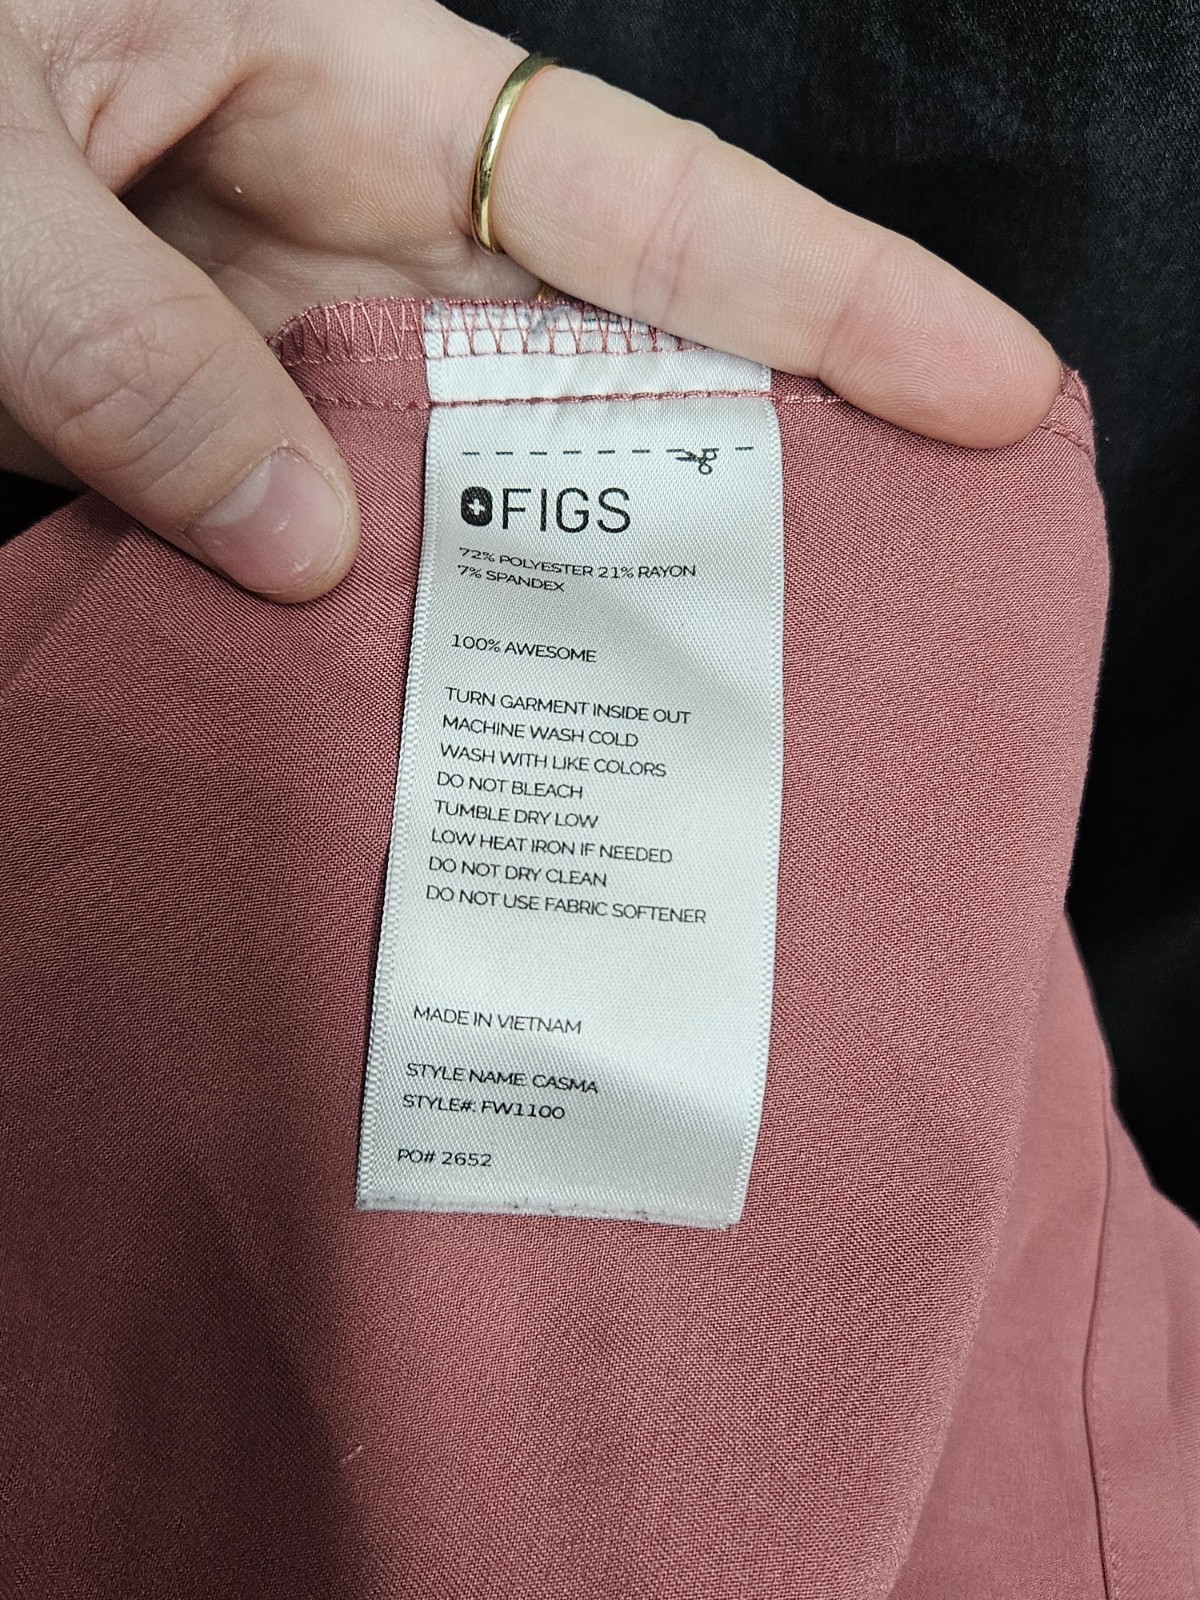 FIGS
72% POLYESTER 21% RAYON
7% SPANDEX
100% AWESOME
TURN GARMENT INSIDE OUT
MACHINE WASH COLD
WASH WITH LIKE COLORS
DO NOT BLEACH
TUMBLE DRY LOW
LOW HEAT IRON IF NEEDED
DO NOT DRY CLEAN
DO NOT USE FABRIC SOFTENER
MADE IN VIETNAM
STYLE NAME: CASMA
STYLE#: FW1100
PO# 2652